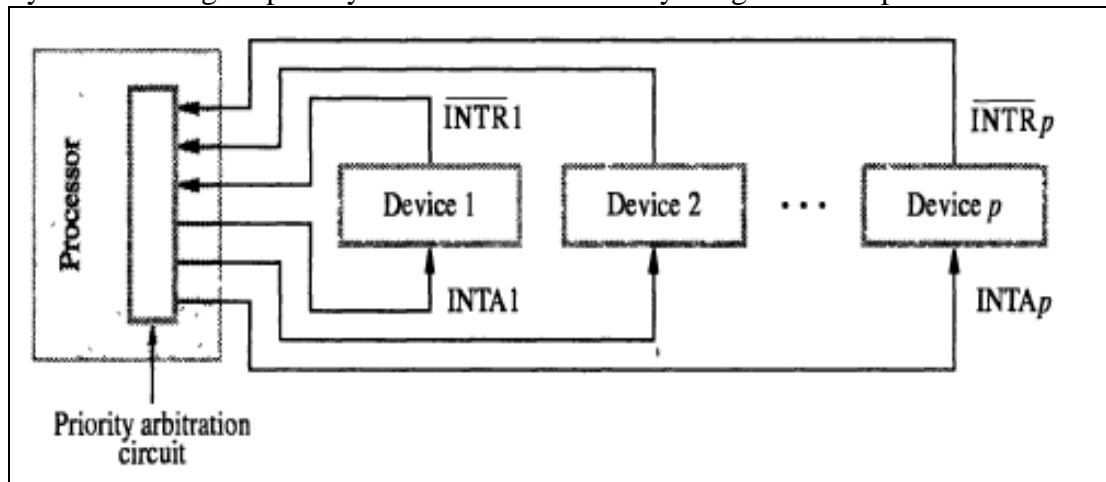 INTR1
INTRp
Processor
Device 1
Device 2
• • •
Device p
INTA1
INTAp
Priority arbitration
circuit